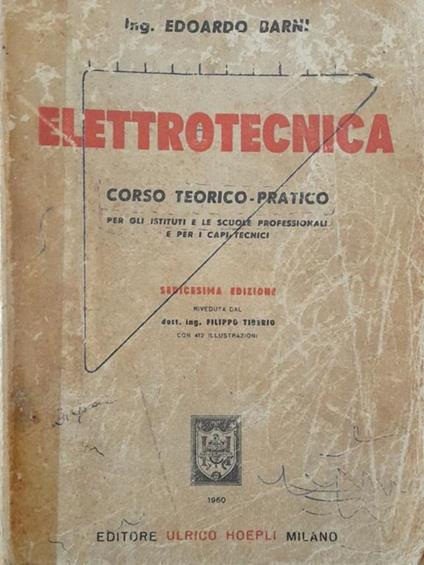 Ing. EDOARDO BARNI
ELETTROTECNICA
CORSO TEORICO-PRATICO
PER GLI ISTITUTI E LE SCUOLE PROFESSIONALI
E PER I CAPI TECNICI
SEDICESIMA EDIZIONE
RIVEDUTA DAL
dott. ing. FILIPPO TIBERIO
CON 412 ILLUSTRAZIONI
1960
EDITORE ULRICO HOEPLI MILANO